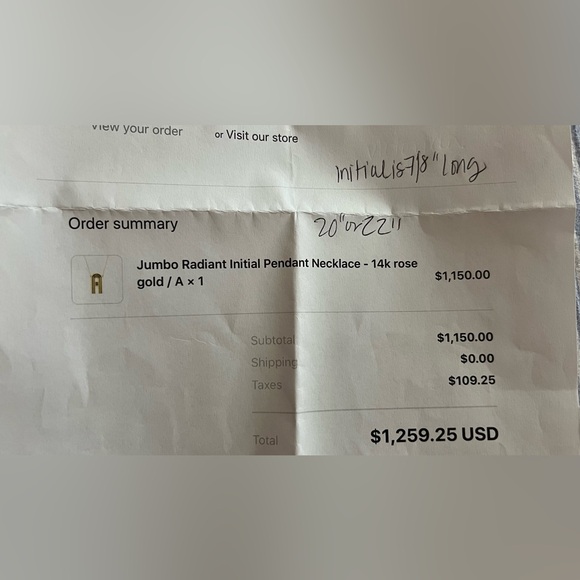 View your order or Visit our store
Initial is 7/8" long
Order summary
20" or 22"
Jumbo Radiant Initial Pendant Necklace - 14k rose
gold / A × 1
$1,150.00
Subtotal $1,150.00
Shipping $0.00
Taxes $109.25
Total $1,259.25 USD